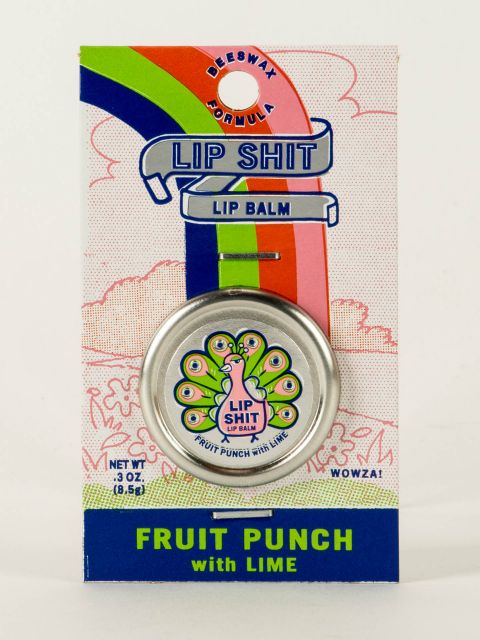 BEESWAX
FORMULA
LIP SHIT
LIP BALM
LIP
SHIT
LIP BALM
FRUIT PUNCH with LIME
NET WT
.3 OZ.
(8.5g)
WOWZA!
FRUIT PUNCH
with LIME